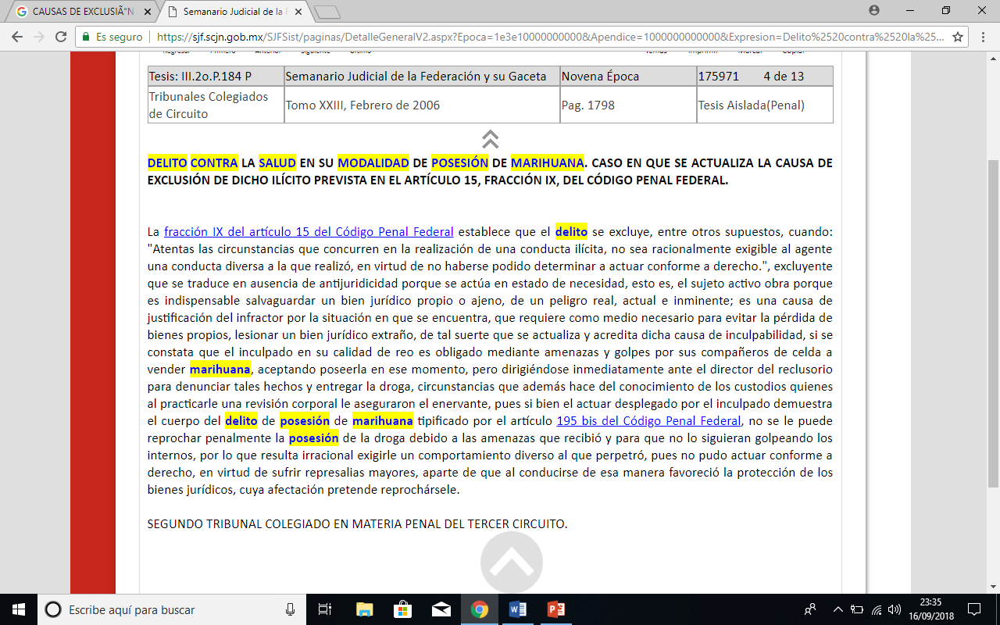 CAUSAS DE EXCLUSIÃ“N
Semanario Judicial de la F
Es seguro
https://sjf.scjn.gob.mx/SJFSist/paginas/DetalleGeneralV2.aspx?Epoca=1e3e10000000000&Apendice=1000000000000&Expresion=Delito%2520contra%2520la%25...
Regresar Primero Anterior Siguiente Último Temas Imprimir Marcar Copiar
Tesis: III.2o.P.184 P Semanario Judicial de la Federación y su Gaceta Novena Época 175971 4 de 13
Tribunales Colegiados
de Circuito Tomo XXIII, Febrero de 2006 Pag. 1798 Tesis Aislada(Penal)
DELITO CONTRA LA SALUD EN SU MODALIDAD DE POSESIÓN DE MARIHUANA. CASO EN QUE SE ACTUALIZA LA CAUSA DE
EXCLUSIÓN DE DICHO ILÍCITO PREVISTA EN EL ARTÍCULO 15, FRACCIÓN IX, DEL CÓDIGO PENAL FEDERAL.
La fracción IX del artículo 15 del Código Penal Federal establece que el delito se excluye, entre otros supuestos, cuando:
"Atentas las circunstancias que concurren en la realización de una conducta ilícita, no sea racionalmente exigible al agente
una conducta diversa a la que realizó, en virtud de no haberse podido determinar a actuar conforme a derecho.", excluyente
que se traduce en ausencia de antijuridicidad porque se actúa en estado de necesidad, esto es, el sujeto activo obra porque
es indispensable salvaguardar un bien jurídico propio o ajeno, de un peligro real, actual e inminente; es una causa de
justificación del infractor por la situación en que se encuentra, que requiere como medio necesario para evitar la pérdida de
bienes propios, lesionar un bien jurídico extraño, de tal suerte que se actualiza y acredita dicha causa de inculpabilidad, si se
constata que el inculpado en su calidad de reo es obligado mediante amenazas y golpes por sus compañeros de celda a
vender marihuana, aceptando poseerla en ese momento, pero dirigiéndose inmediatamente ante el director del reclusorio
para denunciar tales hechos y entregar la droga, circunstancias que además hace del conocimiento de los custodios quienes
al practicarle una revisión corporal le aseguraron el enervante, pues si bien el actuar desplegado por el inculpado demuestra
el cuerpo del delito de posesión de marihuana tipificado por el artículo 195 bis del Código Penal Federal, no se le puede
reprochar penalmente la posesión de la droga debido a las amenazas que recibió y para que no lo siguieran golpeando los
internos, por lo que resulta irracional exigirle un comportamiento diverso al que perpetró, pues no pudo actuar conforme a
derecho, en virtud de sufrir represalias mayores, aparte de que al conducirse de esa manera favoreció la protección de los
bienes jurídicos, cuya afectación pretende reprochársele.
SEGUNDO TRIBUNAL COLEGIADO EN MATERIA PENAL DEL TERCER CIRCUITO.
Escribe aquí para buscar
23:35
16/09/2018